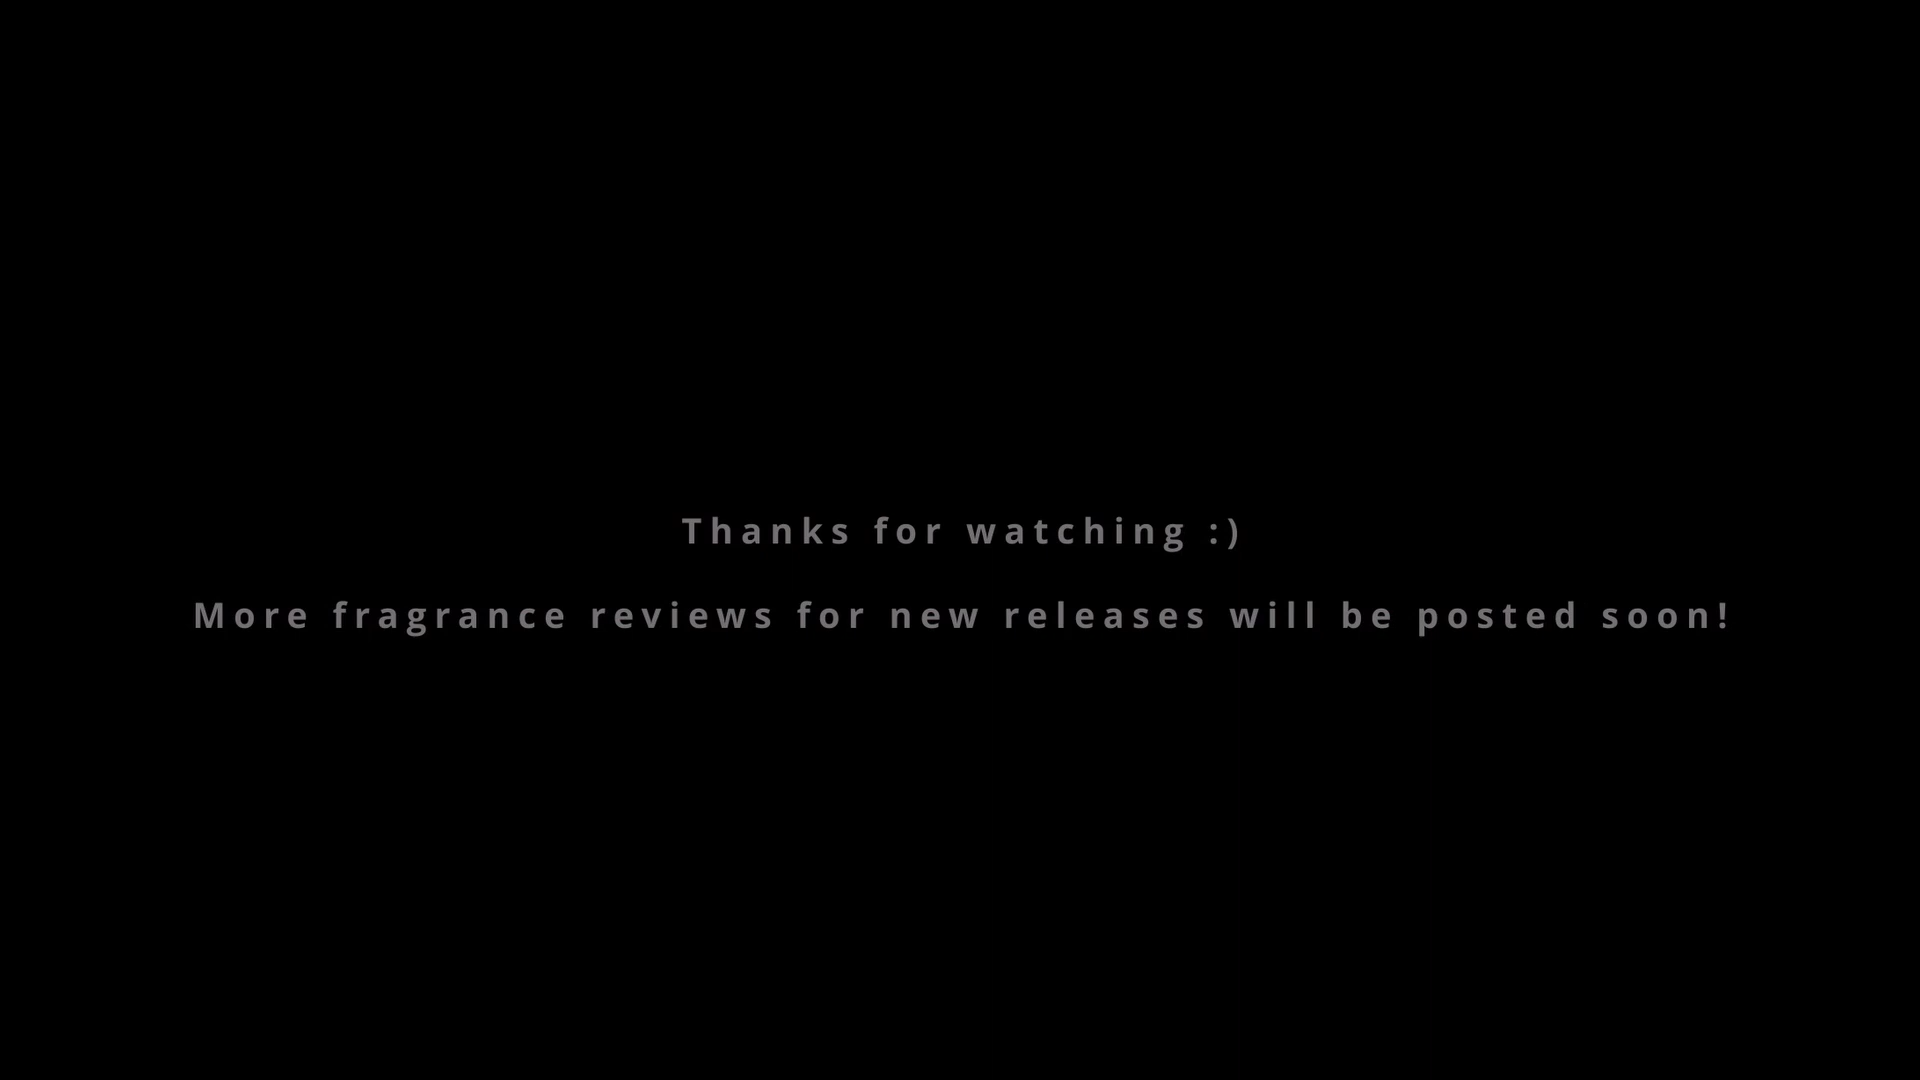 Thanks for watching :)
More fragrance reviews for new releases will be posted soon!